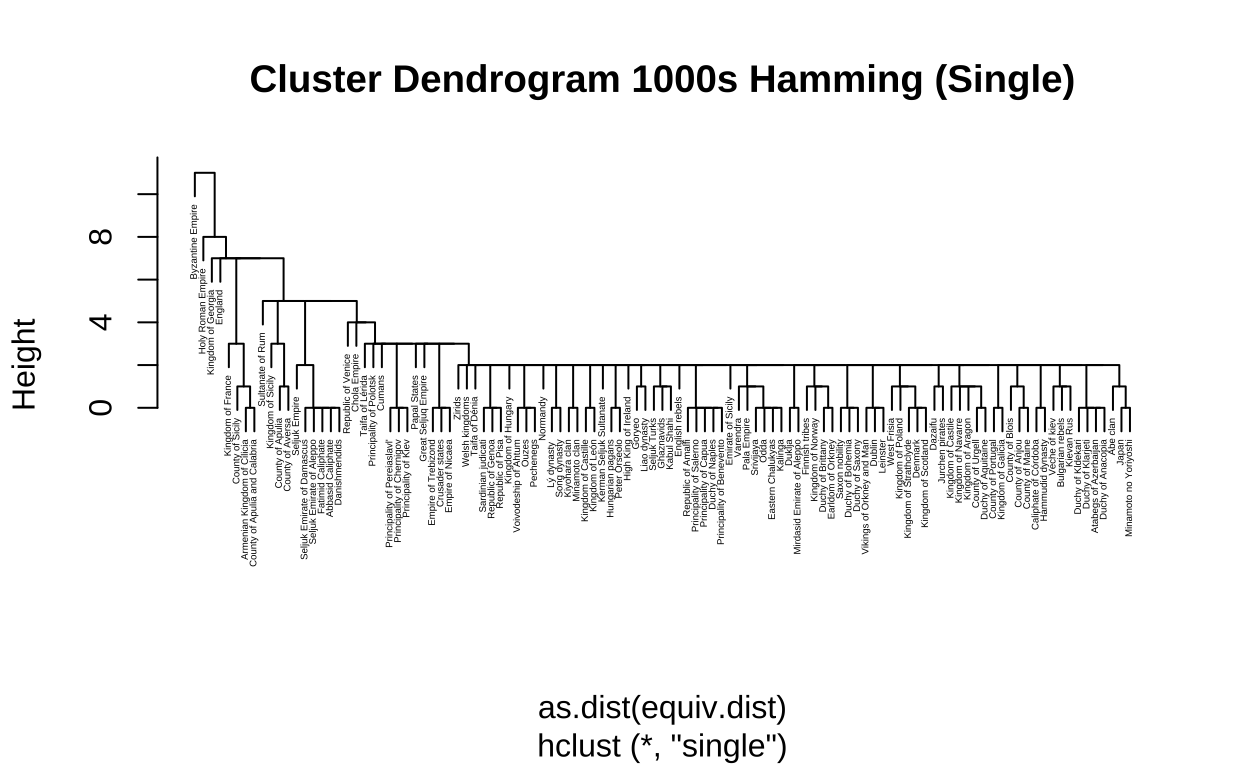 Cluster Dendrogram 1000s Hamming (Single)
Height
0
4
8
Byzantine Empire
Holy Roman Empire
Kingdom of Georgia
England
Kingdom of France
County of Sicily
Armenian Kingdom of Cilicia
County of Apulia and Calabria
Sultanate of Rum
Kingdom of Sicily
County of Apulia
County of Aversa
Seljuk Empire
Seljuk Emirate of Damascus
Seljuk Emirate of Aleppo
Fatimid Caliphate
Abbasid Caliphate
Danishmendids
Republic of Venice
Chola Empire
Taifa of Lérida
Principality of Polotsk
Cumans
Principality of Pereiaslavl'
Principality of Chernigov
Principality of Kiev
Papal States
Great Seljuq Empire
Empire of Trebizond
Crusader states
Empire of Nicaea
Zirids
Welsh kingdoms
Taifa of Dénia
Sardinian judicati
Republic of Genoa
Republic of Pisa
Kingdom of Hungary
Voivodeship of Ahtum
Ouzes
Pechenegs
Normandy
Lý dynasty
Song dynasty
Kiyohara clan
Minamoto clan
Kingdom of Castille
Kingdom of León
Kerman Seljuk Sultanate
Hungarian pagans
Peter Orseolo
High King of Ireland
Goryeo
Liao dynasty
Seljuk Turks
Ghaznavids
Kabul Shahi
English rebels
Republic of Amalfi
Principality of Salerno
Principality of Capua
Duchy of Naples
Principality of Benevento
Emirate of Sicily
Varendra
Pala Empire
Srivijaya
Odda
Eastern Chalukyas
Kalinga
Duklja
Mirdasid Emirate of Aleppo
Finnish tribes
Kingdom of Norway
Duchy of Brittany
Earldom of Orkney
Saxon nobility
Duchy of Bohemia
Duchy of Saxony
Vikings of Orkney and Man
Dublin
Leinster
West Frisia
Kingdom of Poland
Kingdom of Strathclyde
Denmark
Kingdom of Scotland
Dazaifu
Jurchen pirates
Kingdom of Castile
Kingdom of Navarre
Kingdom of Aragon
County of Urgell
Duchy of Aquitaine
County of Portugal
Kingdom of Galicia
County of Blois
County of Anjou
County of Maine
Caliphate of Córdoba
Hammudid dynasty
Veche of Kiev
Bulgarian rebels
Kievan Rus
Duchy of Kldekari
Duchy of Klarjeti
Atabegs of Azerbaijan
Duchy of Anacopia
Abe clan
Japan
Minamoto no Yoriyoshi
as.dist(equiv.dist)
hclust (*, "single")